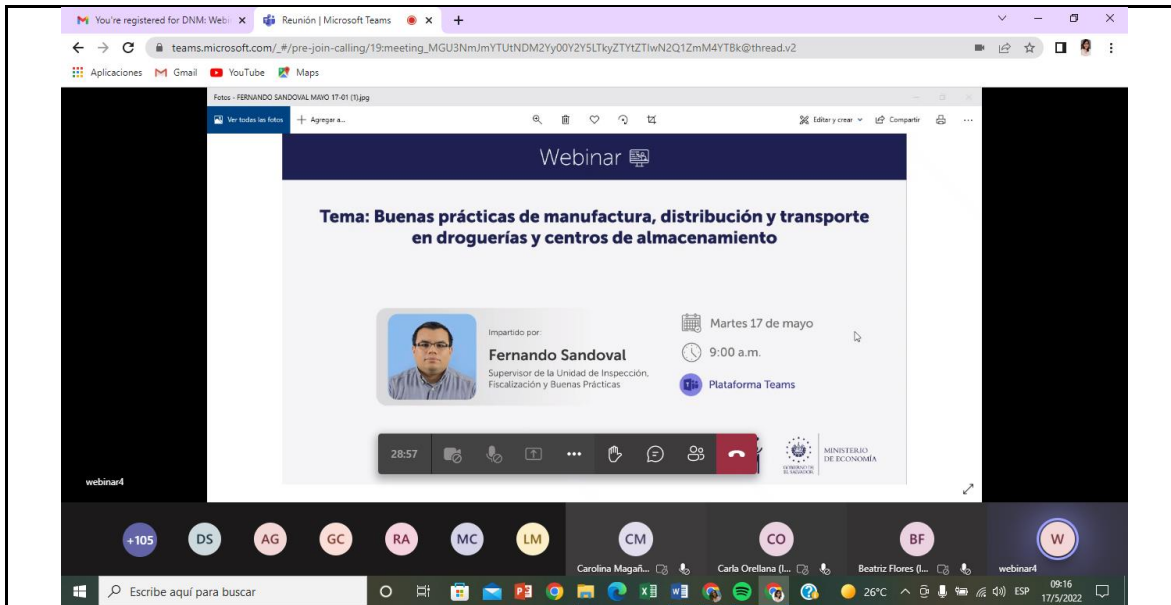 You're registered for DNM: Webi
Reunión | Microsoft Teams
teams.microsoft.com/_#/pre-join-calling/19:meeting_MGU3NmJmYTUtNDM2Yy00Y2Y5LTkyZTYtZTIwN2Q1ZmM4YTBk@thread.v2
Aplicaciones
Gmail
YouTube
Maps
Fotos - FERNANDO SANDOVAL MAYO 17-01 (1).jpg
Ver todas las fotos
Agregar a...
Editar y crear
Compartir
Webinar
Tema: Buenas prácticas de manufactura, distribución y transporte
en droguerías y centros de almacenamiento
Impartido por:
Fernando Sandoval
Supervisor de la Unidad de Inspección,
Fiscalización y Buenas Prácticas
Martes 17 de mayo
9:00 a.m.
Plataforma Teams
28:57
MINISTERIO
DE ECONOMÍA
GOBIERNO DE
EL SALVADOR
webinar4
+105
DS
AG
GC
RA
MC
LM
CM
CO
BF
W
Carolina Magañ...
Carla Orellana (I...
Beatriz Flores (I...
webinar4
Escribe aquí para buscar
26°C
ESP
09:16
17/5/2022